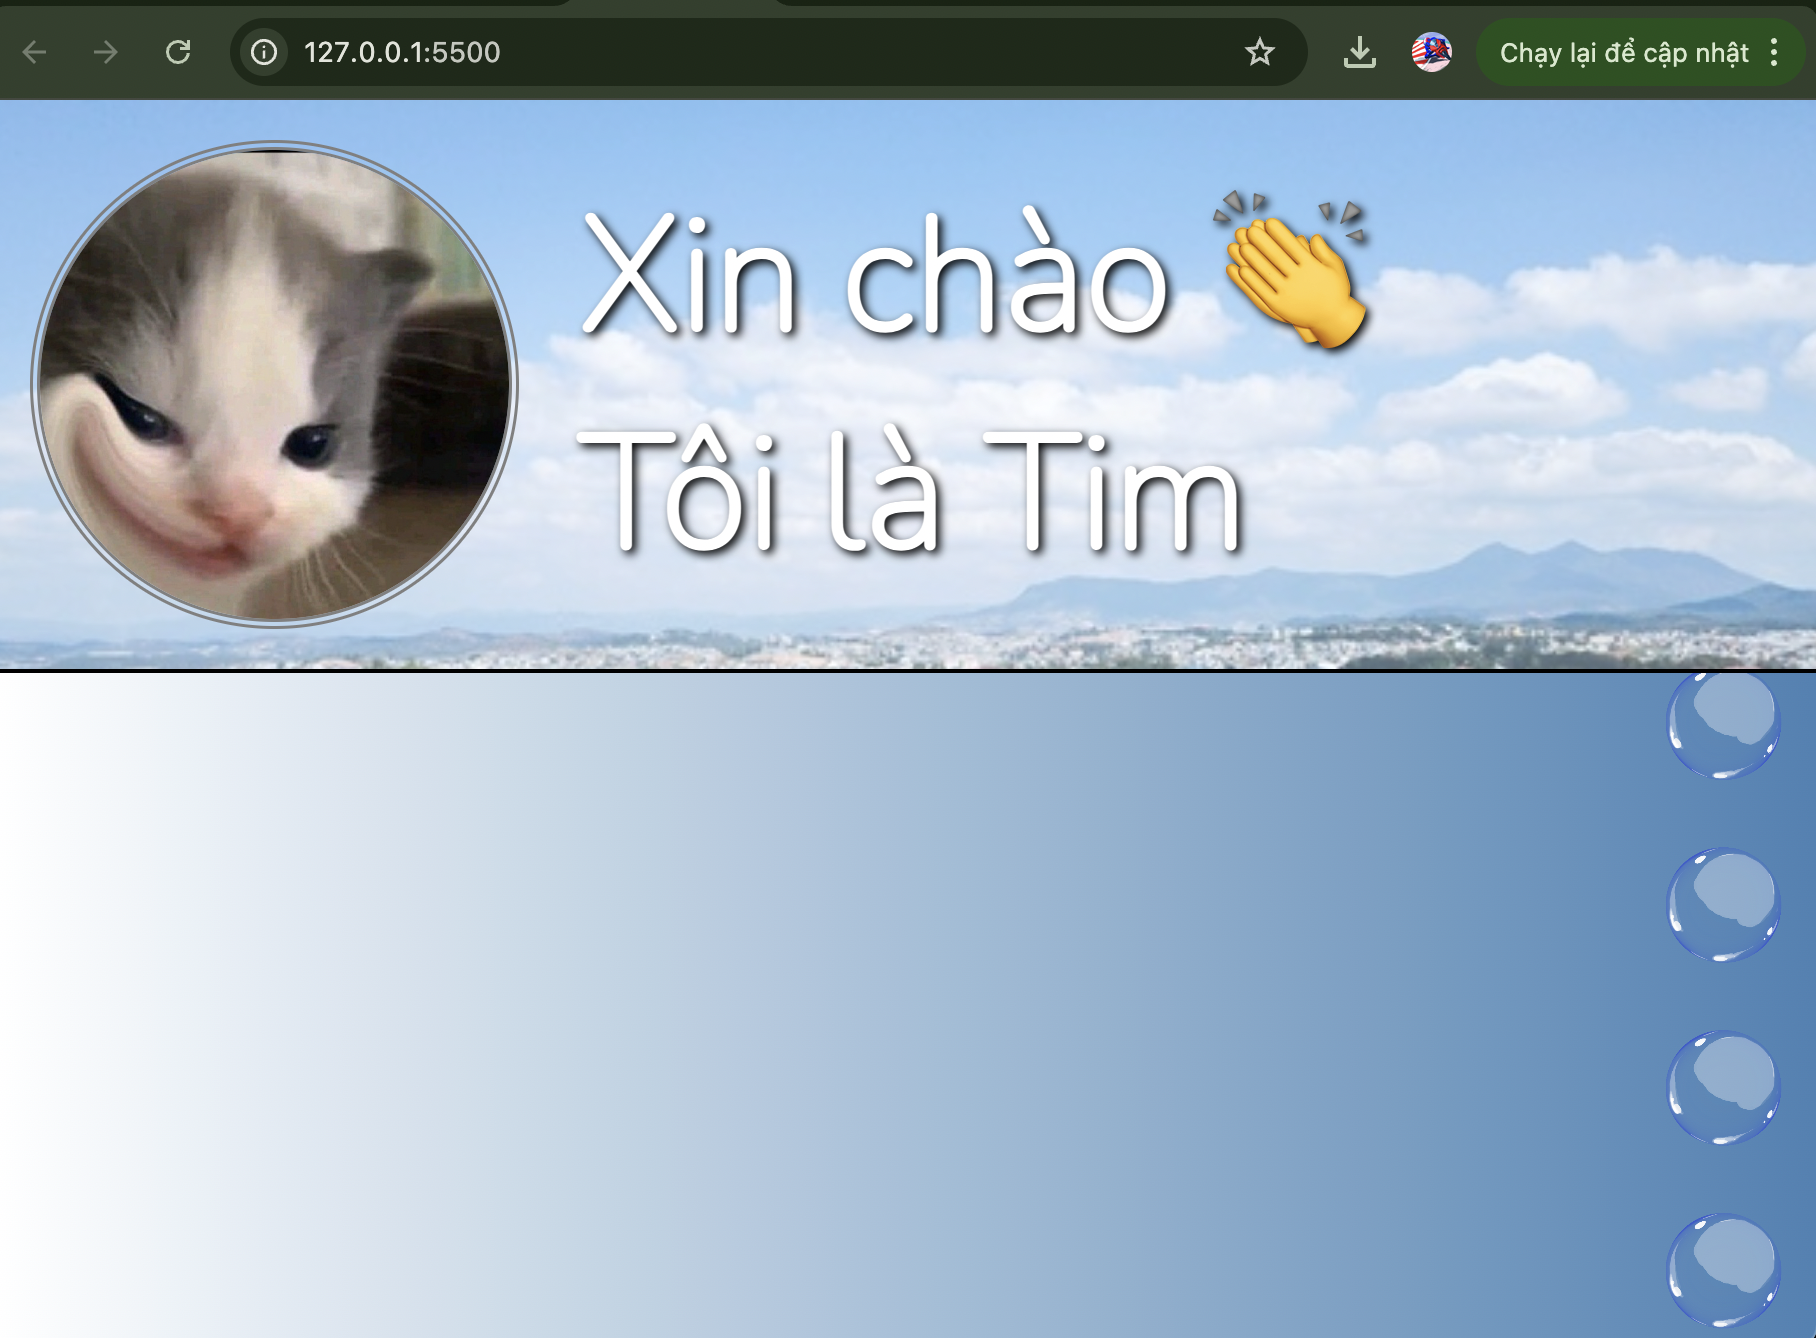 127.0.0.1:5500
Chạy lại để cập nhật
Xin chào 👏
Tôi là Tim